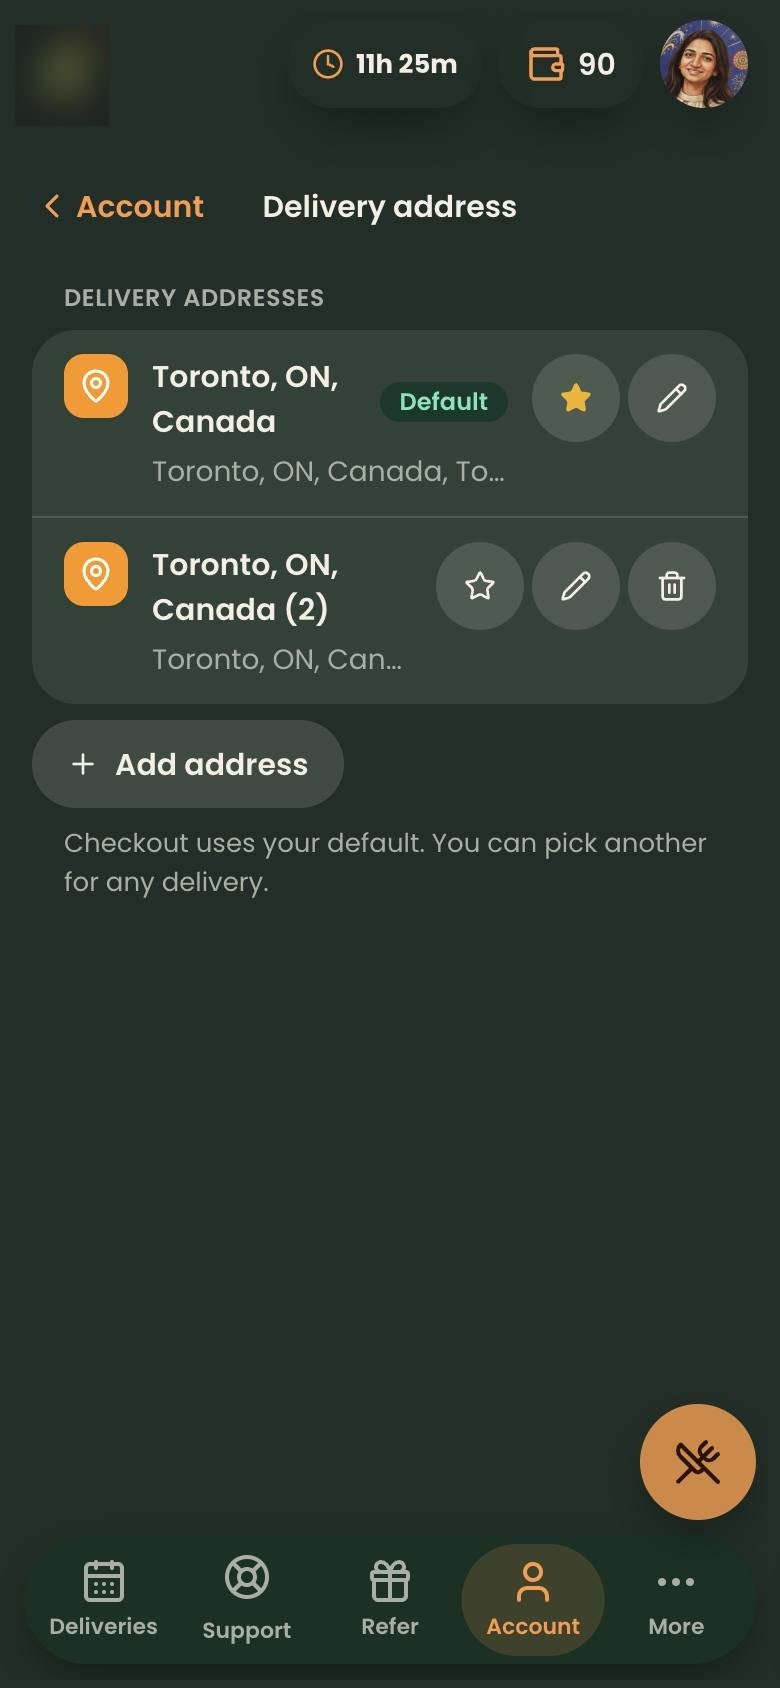 11h 25m
90
Account
Delivery address
DELIVERY ADDRESSES
Toronto, ON,
Canada
Default
Toronto, ON, Canada, To...
Toronto, ON,
Canada (2)
Toronto, ON, Can...
Add address
Checkout uses your default. You can pick another
for any delivery.
Deliveries
Support
Refer
Account
More